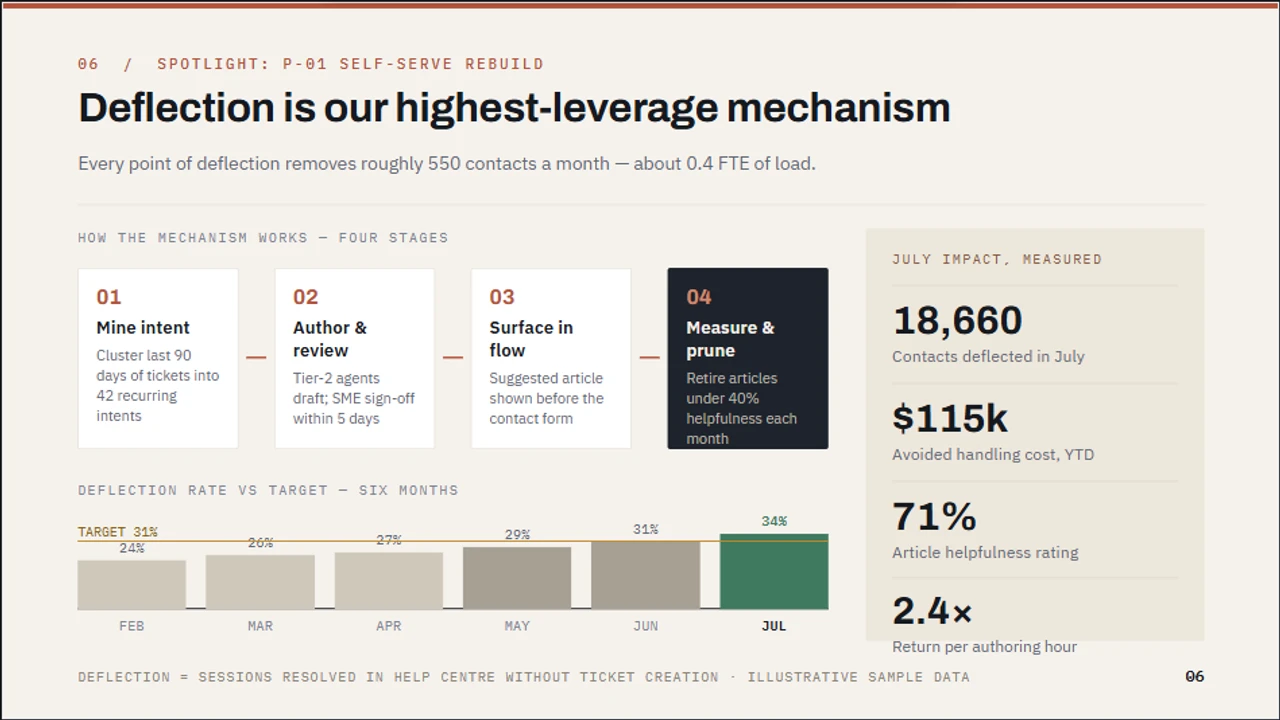 06 / SPOTLIGHT: P-01 SELF-SERVE REBUILD
Deflection is our highest-leverage mechanism
Every point of deflection removes roughly 550 contacts a month — about 0.4 FTE of load.
HOW THE MECHANISM WORKS — FOUR STAGES
01
Mine intent
Cluster last 90
days of tickets into
42 recurring
intents
02
Author &
review
Tier-2 agents
draft; SME sign-off
within 5 days
03
Surface in
flow
Suggested article
shown before the
contact form
04
Measure &
prune
Retire articles
under 40%
helpfulness each
month
DEFLECTION RATE VS TARGET — SIX MONTHS
TARGET 31%
24%
26%
27%
29%
31%
34%
FEB
MAR
APR
MAY
JUN
JUL
JULY IMPACT, MEASURED
18,660
Contacts deflected in July
$115k
Avoided handling cost, YTD
71%
Article helpfulness rating
2.4×
Return per authoring hour
DEFLECTION = SESSIONS RESOLVED IN HELP CENTRE WITHOUT TICKET CREATION · ILLUSTRATIVE SAMPLE DATA
06